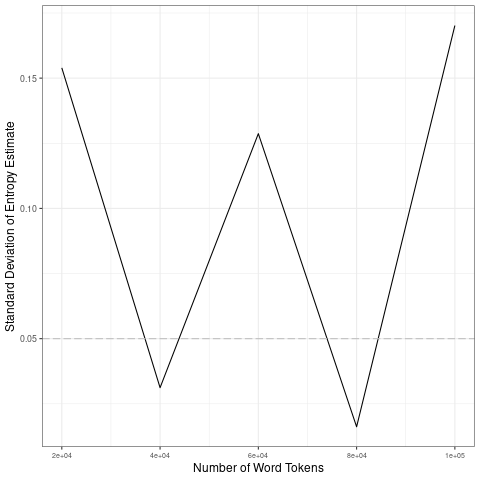 Standard Deviation of Entropy Estimate
0.15
0.10
0.05
2e+04 4e+04 6e+04 8e+04 1e+05
Number of Word Tokens